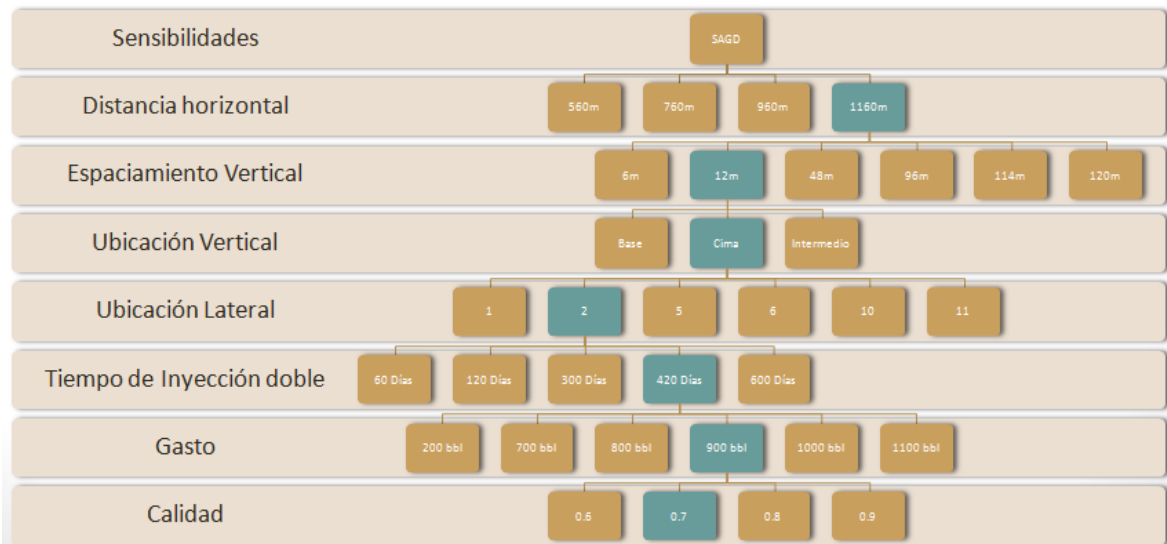 Sensibilidades
SAGD
Distancia horizontal
560m 760m 960m 1160m
Espaciamiento Vertical
6m 12m 48m 96m 114m 120m
Ubicación Vertical
Base Cima Intermedio
Ubicación Lateral
1 2 5 6 10 11
Tiempo de Inyección doble
60 Días 120 Días 300 Días 420 Días 600 Días
Gasto
200 bbl 700 bbl 800 bbl 900 bbl 1000 bbl 1100 bbl
Calidad
0.6 0.7 0.8 0.9